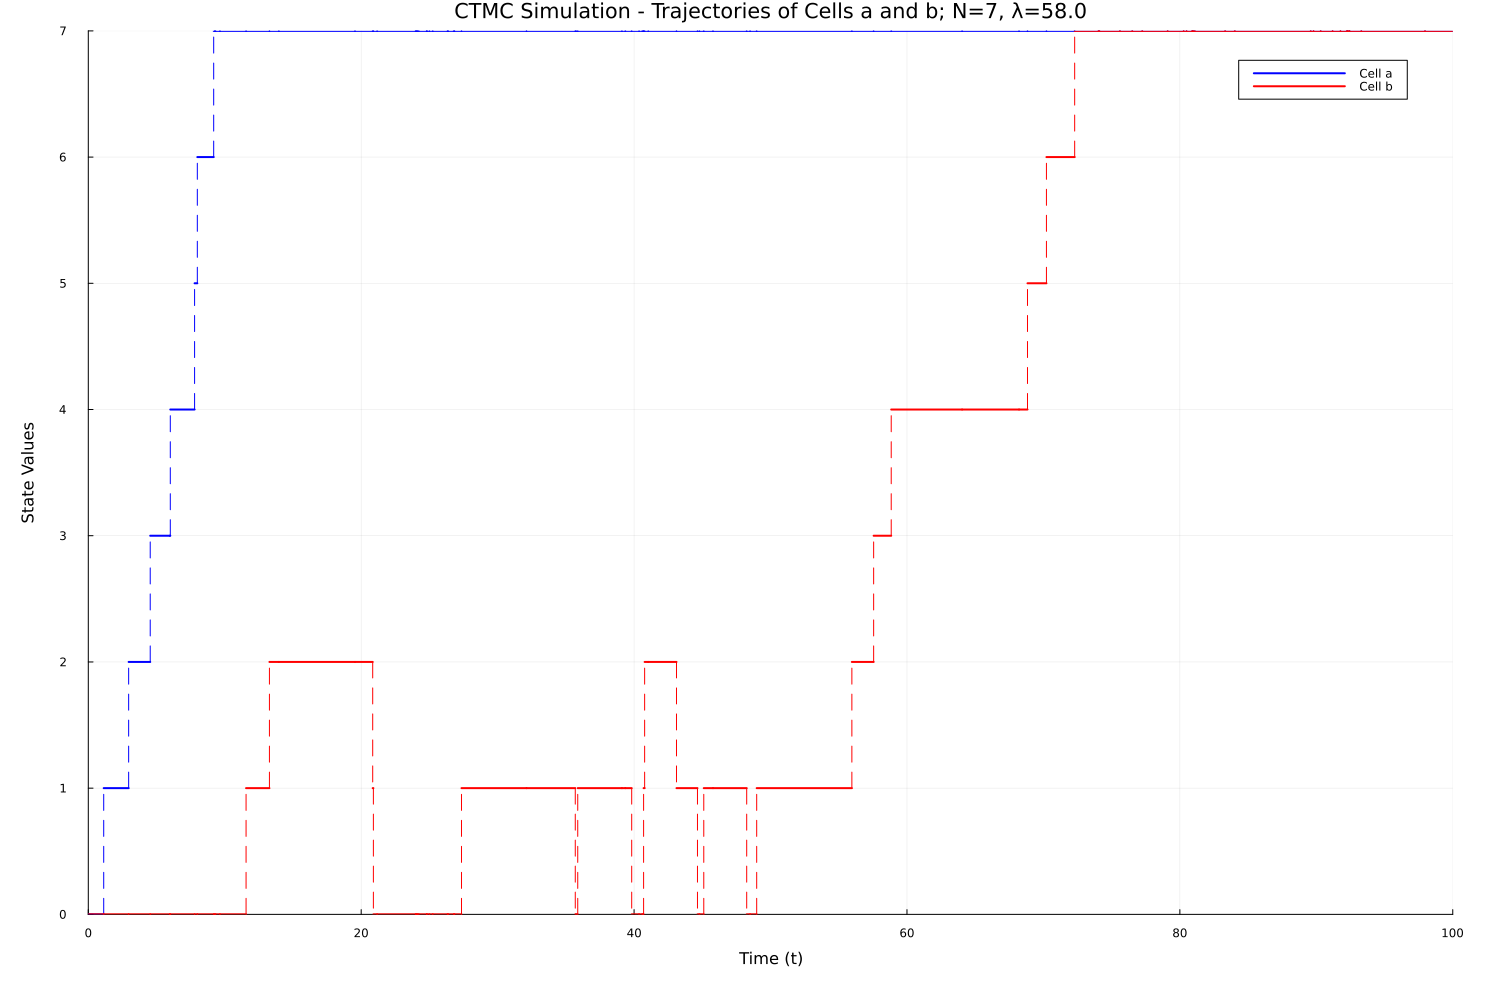 CTMC Simulation - Trajectories of Cells a and b; N=7, λ=58.0
7
Cell a
Cell b
6
5
4
State Values
3
2
1
0
0 20 40 60 80 100
Time (t)